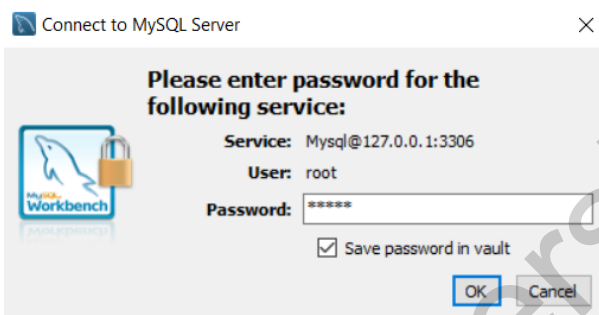 Connect to MySQL Server
Please enter password for the
following service:
Service: Mysql@127.0.0.1:3306
User: root
Password: *****
MySQL
Workbench
Save password in vault
OK Cancel